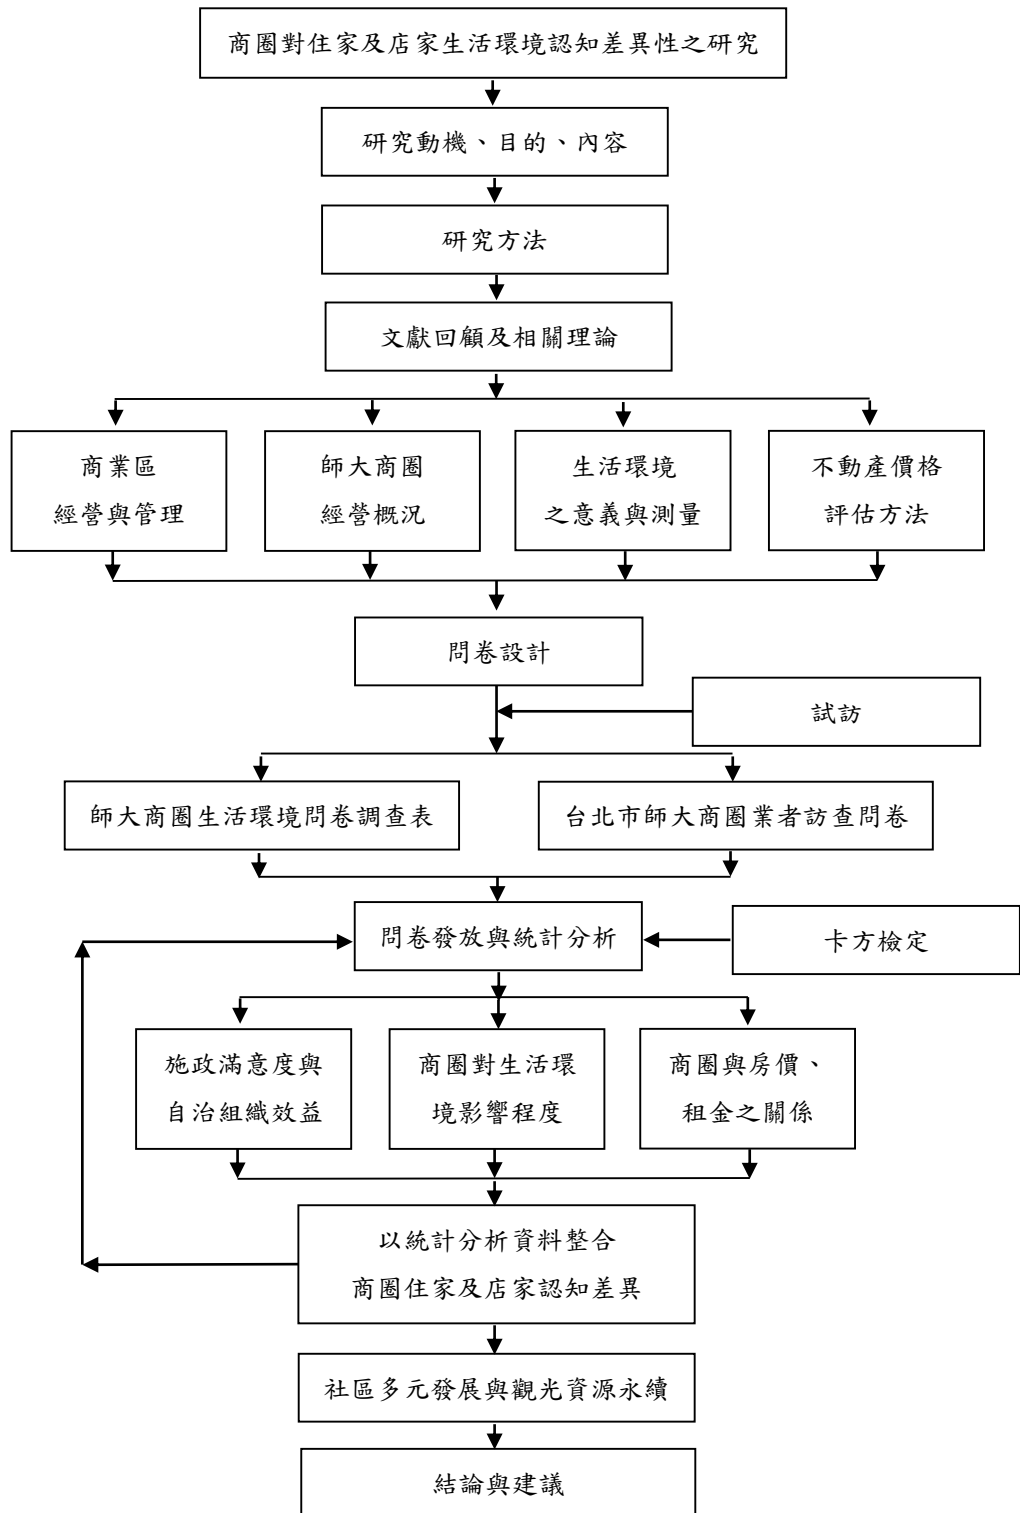 商圈對住家及店家生活環境認知差異性之研究
研究動機、目的、內容
研究方法
文獻回顧及相關理論
商業區
經營與管理
師大商圈
經營概況
生活環境
之意義與測量
不動產價格
評估方法
問卷設計
試訪
師大商圈生活環境問卷調查表
台北市師大商圈業者訪查問卷
問卷發放與統計分析
卡方檢定
施政滿意度與
自治組織效益
商圈對生活環
境影響程度
商圈與房價、
租金之關係
以統計分析資料整合
商圈住家及店家認知差異
社區多元發展與觀光資源永續
結論與建議